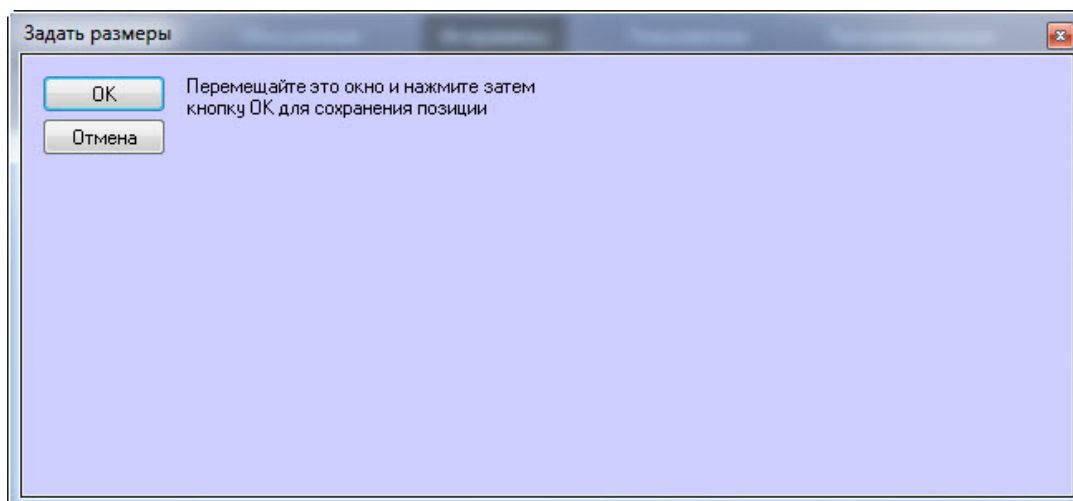 Задать размеры
OK
Перемещайте это окно и нажмите затем
кнопку OK для сохранения позиции
Отмена